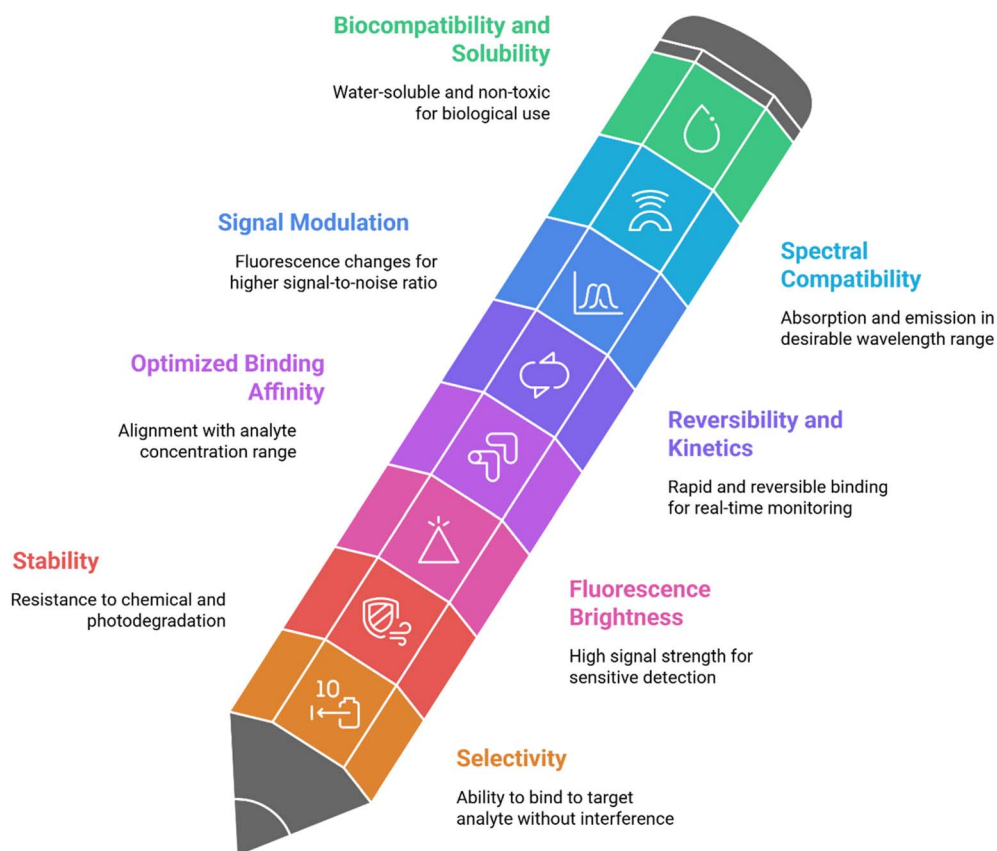 Biocompatibility and
Solubility
Water-soluble and non-toxic
for biological use
Signal Modulation
Fluorescence changes for
higher signal-to-noise ratio
Spectral
Compatibility
Absorption and emission in
desirable wavelength range
Optimized Binding
Affinity
Alignment with analyte
concentration range
Reversibility and
Kinetics
Rapid and reversible binding
for real-time monitoring
Stability
Resistance to chemical and
photodegradation
Fluorescence
Brightness
High signal strength for
sensitive detection
10
Selectivity
Ability to bind to target
analyte without interference